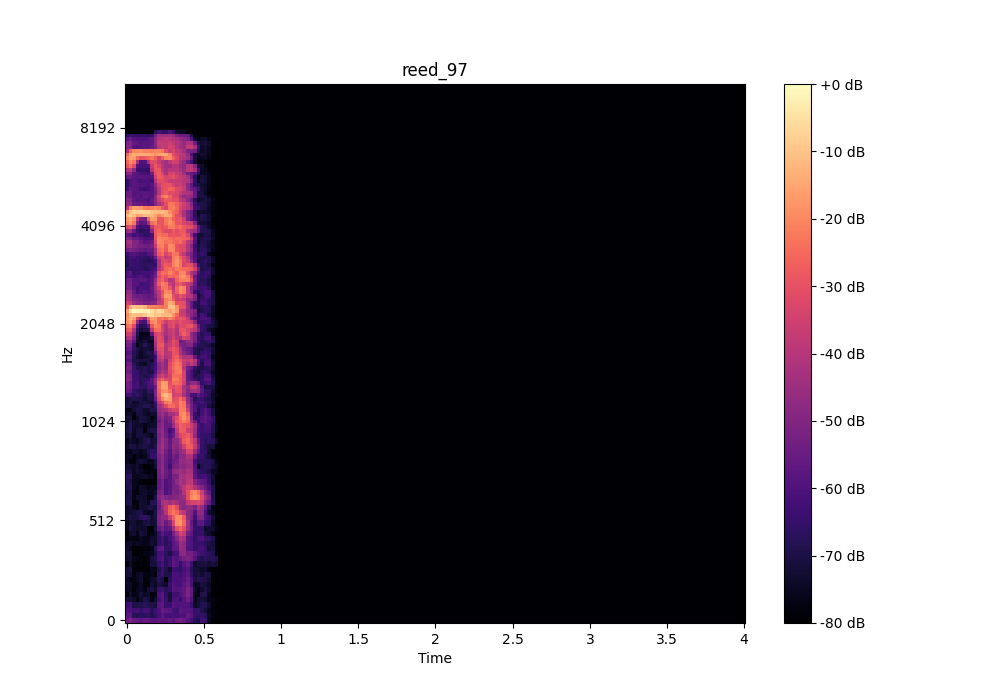 reed_97
8192
4096
2048
1024
512
0
Hz
0
0.5
1
1.5
2
2.5
3
3.5
4
Time
+0 dB
-10 dB
-20 dB
-30 dB
-40 dB
-50 dB
-60 dB
-70 dB
-80 dB